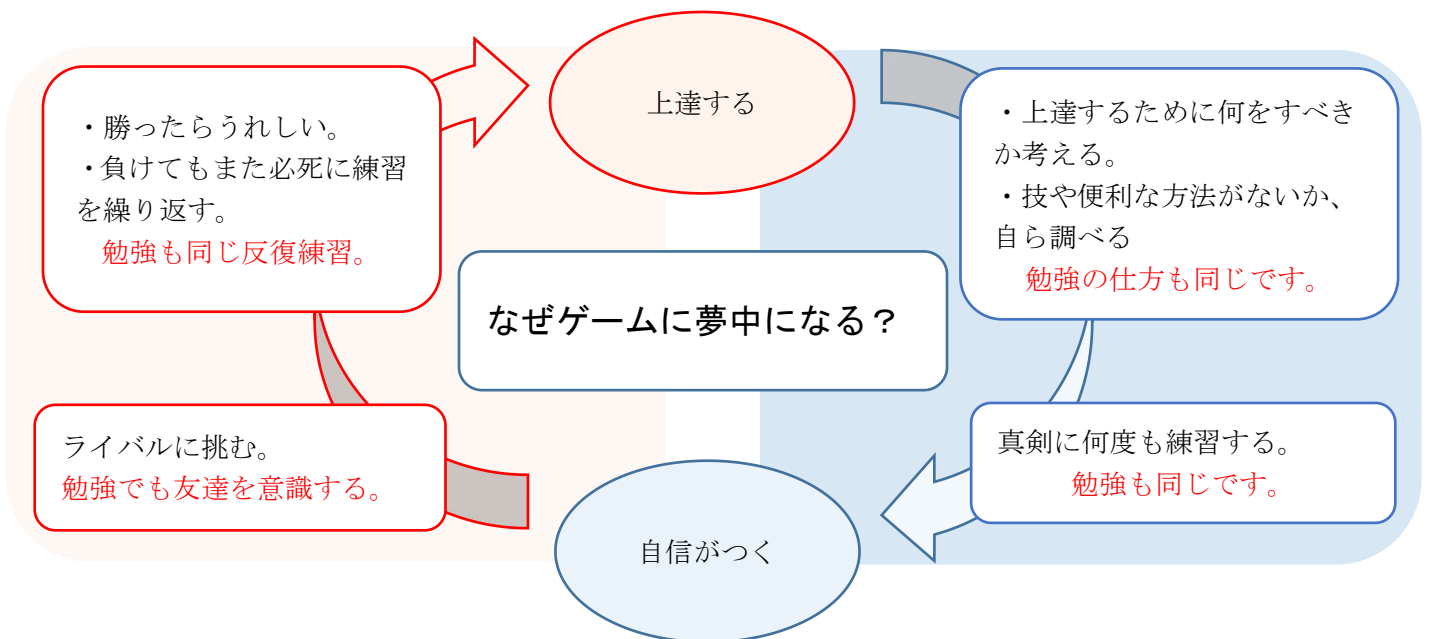 上達する
・勝ったらうれしい。
・負けてもまた必死に練習
を繰り返す。
勉強も同じ反復練習。
・上達するために何をすべき
か考える。
・技や便利な方法がないか、
自ら調べる
勉強の仕方も同じです。
なぜゲームに夢中になる？
ライバルに挑む。
勉強でも友達を意識する。
真剣に何度も練習する。
勉強も同じです。
自信がつく